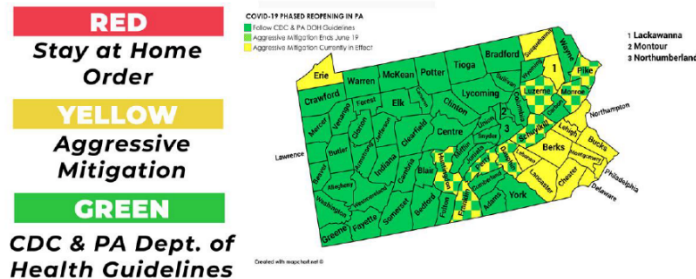 RED
Stay at Home
Order
YELLOW
Aggressive
Mitigation
GREEN
CDC & PA Dept. of
Health Guidelines
COVID-19 PHASED REOPENING IN PA
Follow CDC & PA DOH Guidelines
Aggressive Mitigation Ends June 19
Aggressive Mitigation Currently in Effect
1 Lackawanna
2 Montour
3 Northumberland
Erie
Crawford
Warren
McKean
Potter
Tioga
Bradford
Susquehanna
Wayne
Wyoming
1
Pike
Mercer
Venango
Forest
Elk
Clinton
Lycoming
Sullivan
Columbia
Luzerne
Monroe
Lawrence
Butler
Clarion
Jefferson
Clearfield
Centre
2
3
Snyder
Carbon
Schuylkill
Northampton
Lehigh
Beaver
Armstrong
Indiana
Cambria
Blair
Huntingdon
Mifflin
Juniata
Perry
Dauphin
Lebanon
Berks
Bucks
Montgomery
Allegheny
Westmoreland
Washington
Greene
Fayette
Somerset
Bedford
Fulton
Franklin
Cumberland
Adams
York
Lancaster
Chester
Philadelphia
Delaware
Created with mapchart.net ©